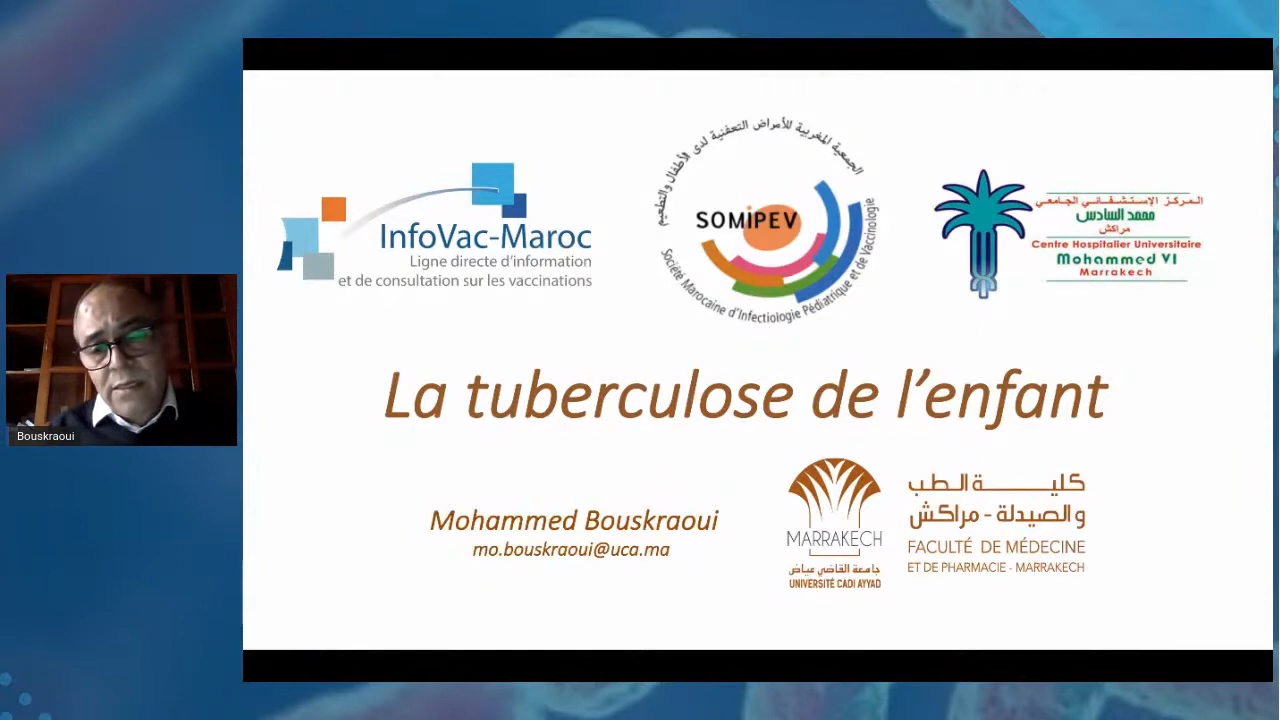 InfoVac-Maroc
Ligne directe d'information
et de consultation sur les vaccinations
الجمعية المغربية للأمراض التعفنية لدى الأطفال والتطعيم
SOMIPEV
Société Marocaine d'Infectiologie Pédiatrique et de Vaccinologie
المركز الإستشفائي الجامعي
محمد السادس
مراكش
Centre Hospitalier Universitaire
Mohammed VI
Marrakech
Bouskraoui
La tuberculose de l'enfant
Mohammed Bouskraoui
mo.bouskraoui@uca.ma
MARRAKECH
جامعة القاضي عياض
UNIVERSITÉ CADI AYYAD
كلية الطب
والصيدلة - مراكش
FACULTÉ DE MÉDECINE
ET DE PHARMACIE - MARRAKECH